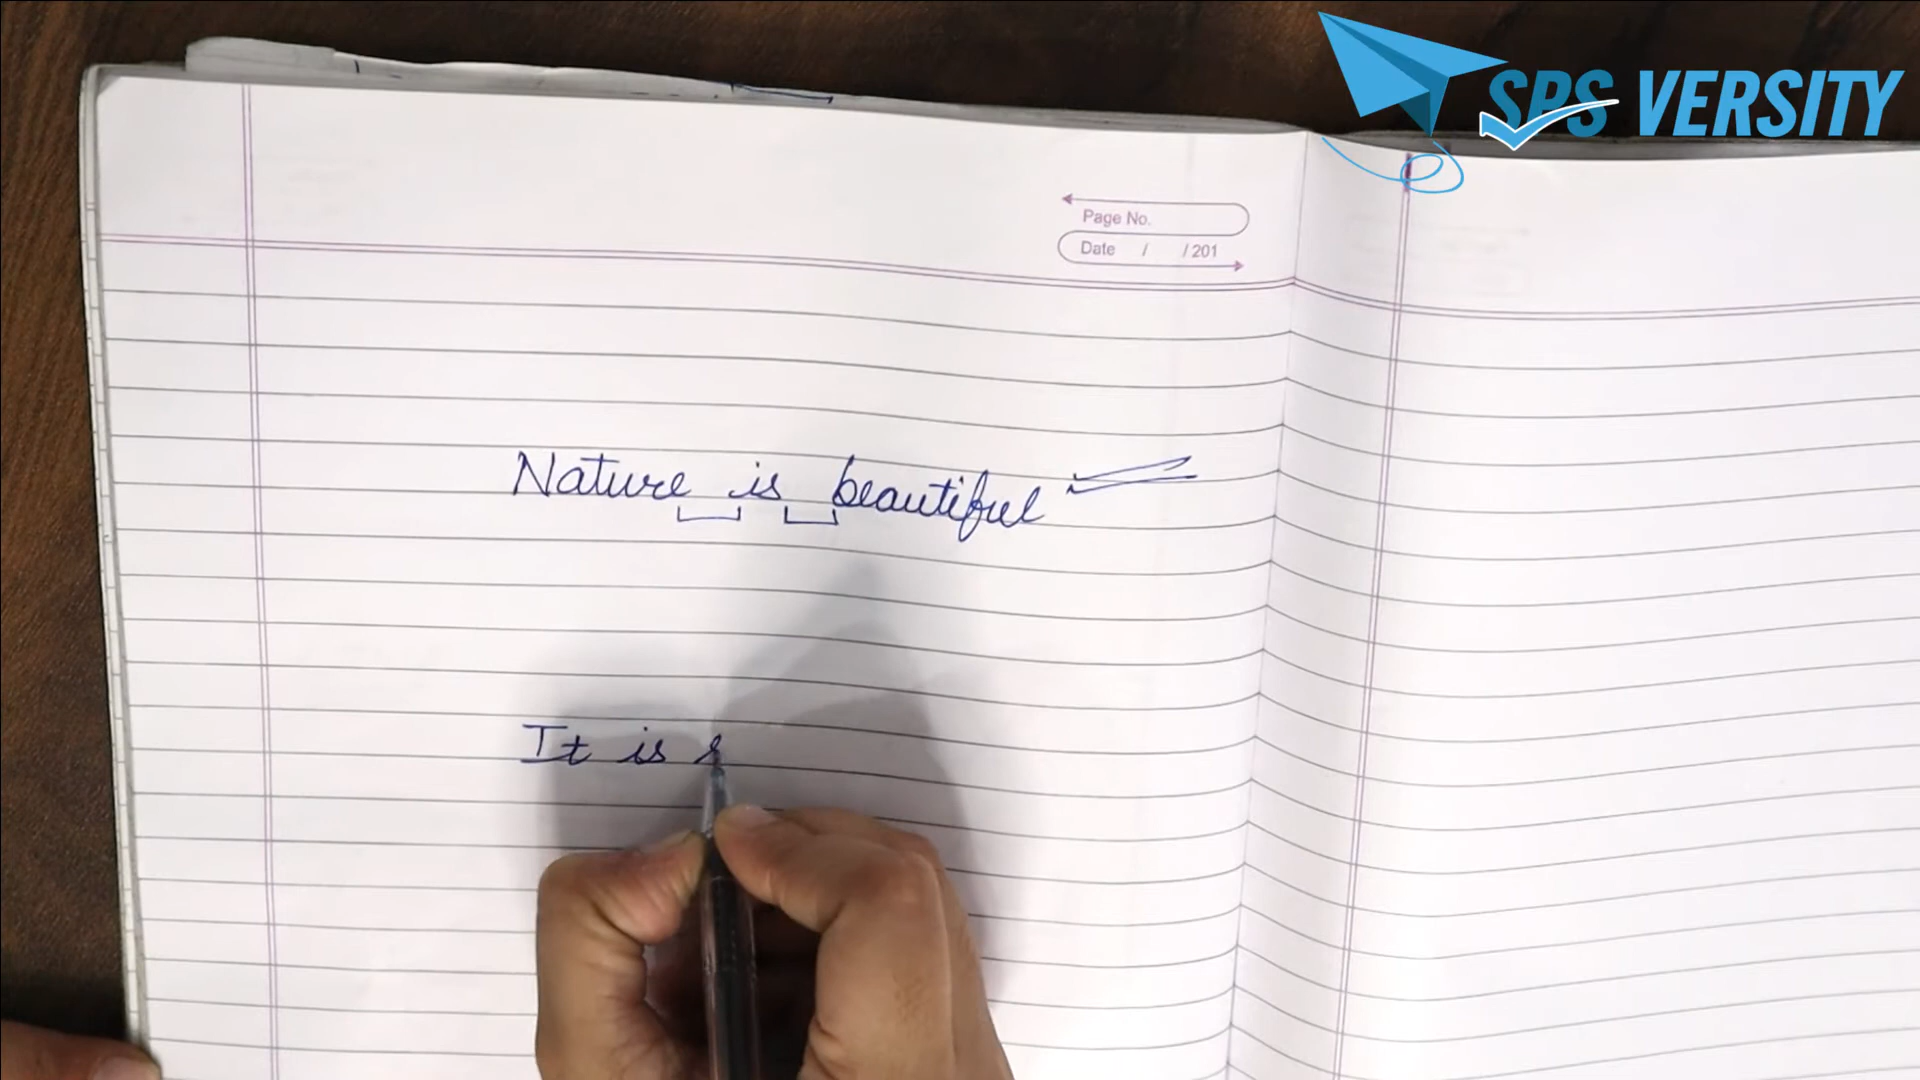 SPS VERSITY
Page No.
Date / / 201
Nature is beautiful
It is s